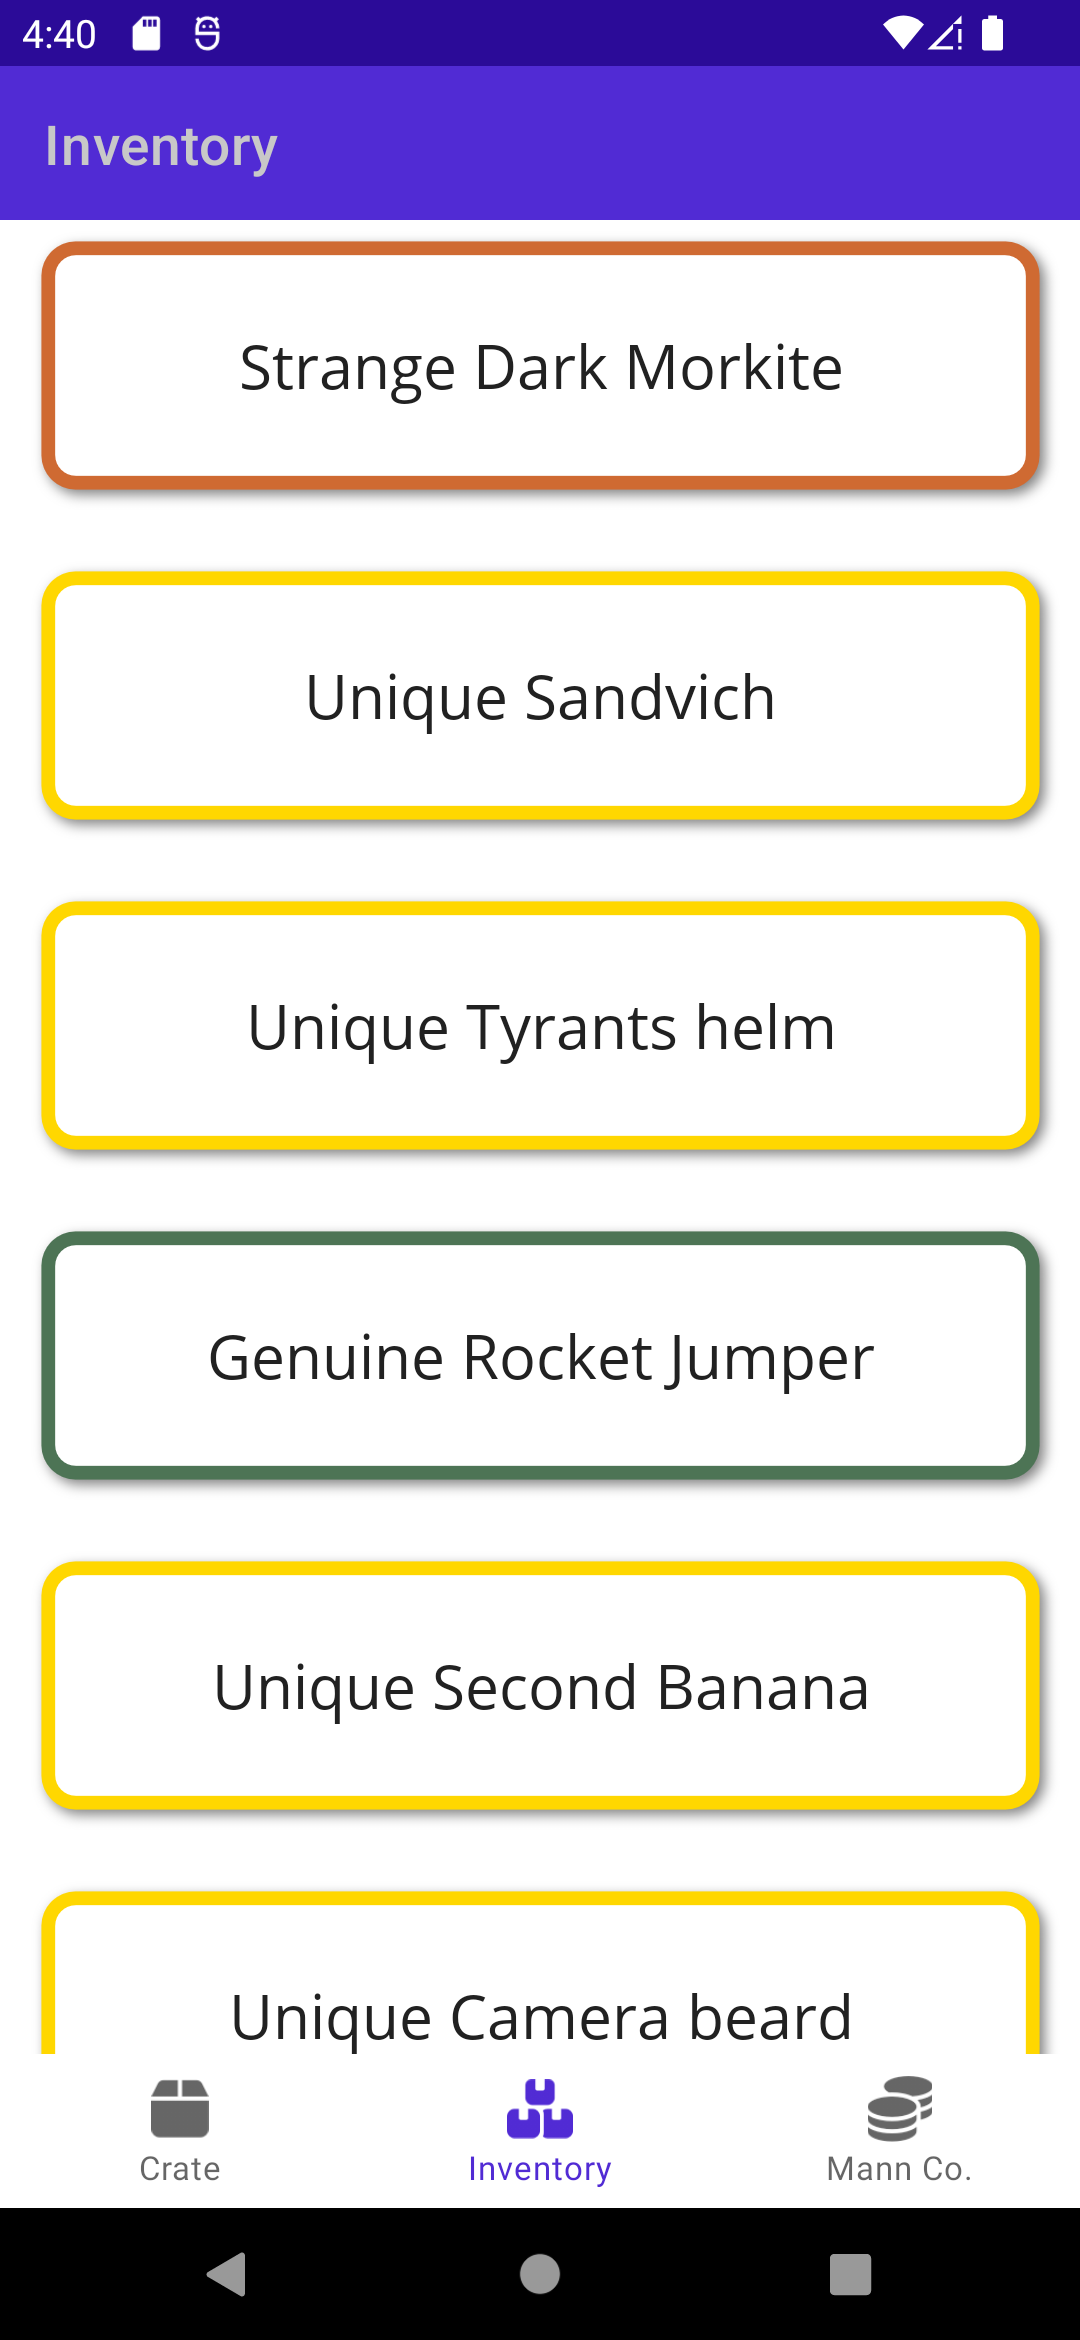 4:40
Inventory
Strange Dark Morkite
Unique Sandvich
Unique Tyrants helm
Genuine Rocket Jumper
Unique Second Banana
Unique Camera beard
Crate
Inventory
Mann Co.